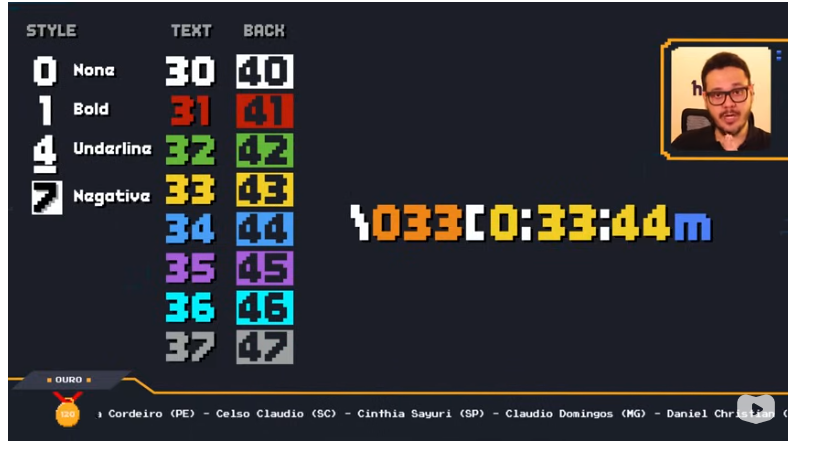 STYLE TEXT BACK
0 None 30 40
1 Bold 31 41
4 Underline 32 42
7 Negative 33 43
34 44
35 45
36 46
37 47
\033[0:33:44m
OURO
120
Cordeiro (PE) - Celso Claudio (SC) - Cinthia Sayuri (SP) - Claudio Domingos (MG) - Daniel Christian (